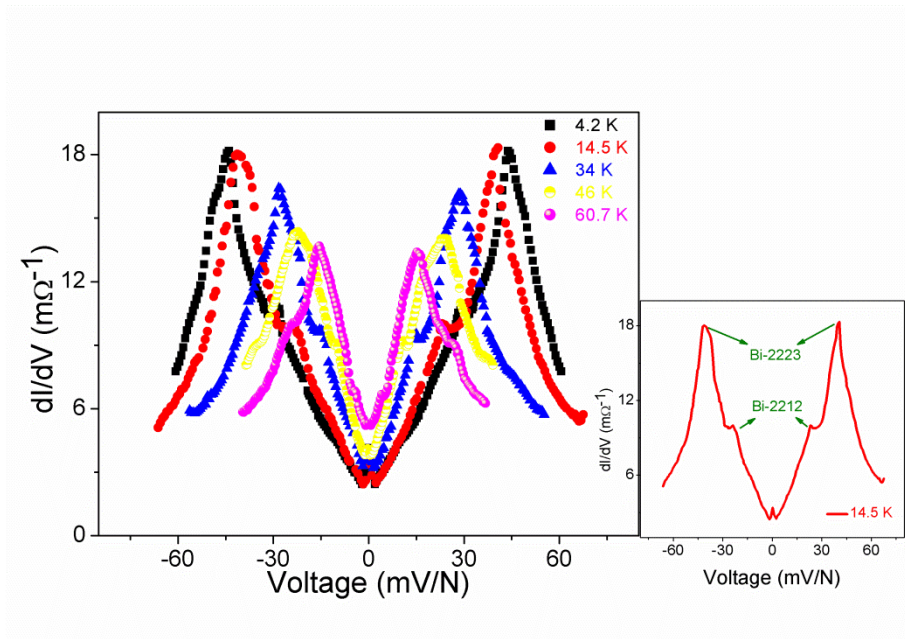 4.2 K
14.5 K
34 K
46 K
60.7 K
18
12
6
0
dI/dV (mΩ⁻¹)
-60
-30
0
30
60
Voltage (mV/N)
18
12
6
dI/dV (mΩ⁻¹)
Bi-2223
Bi-2212
14.5 K
-60
-30
0
30
60
Voltage (mV/N)